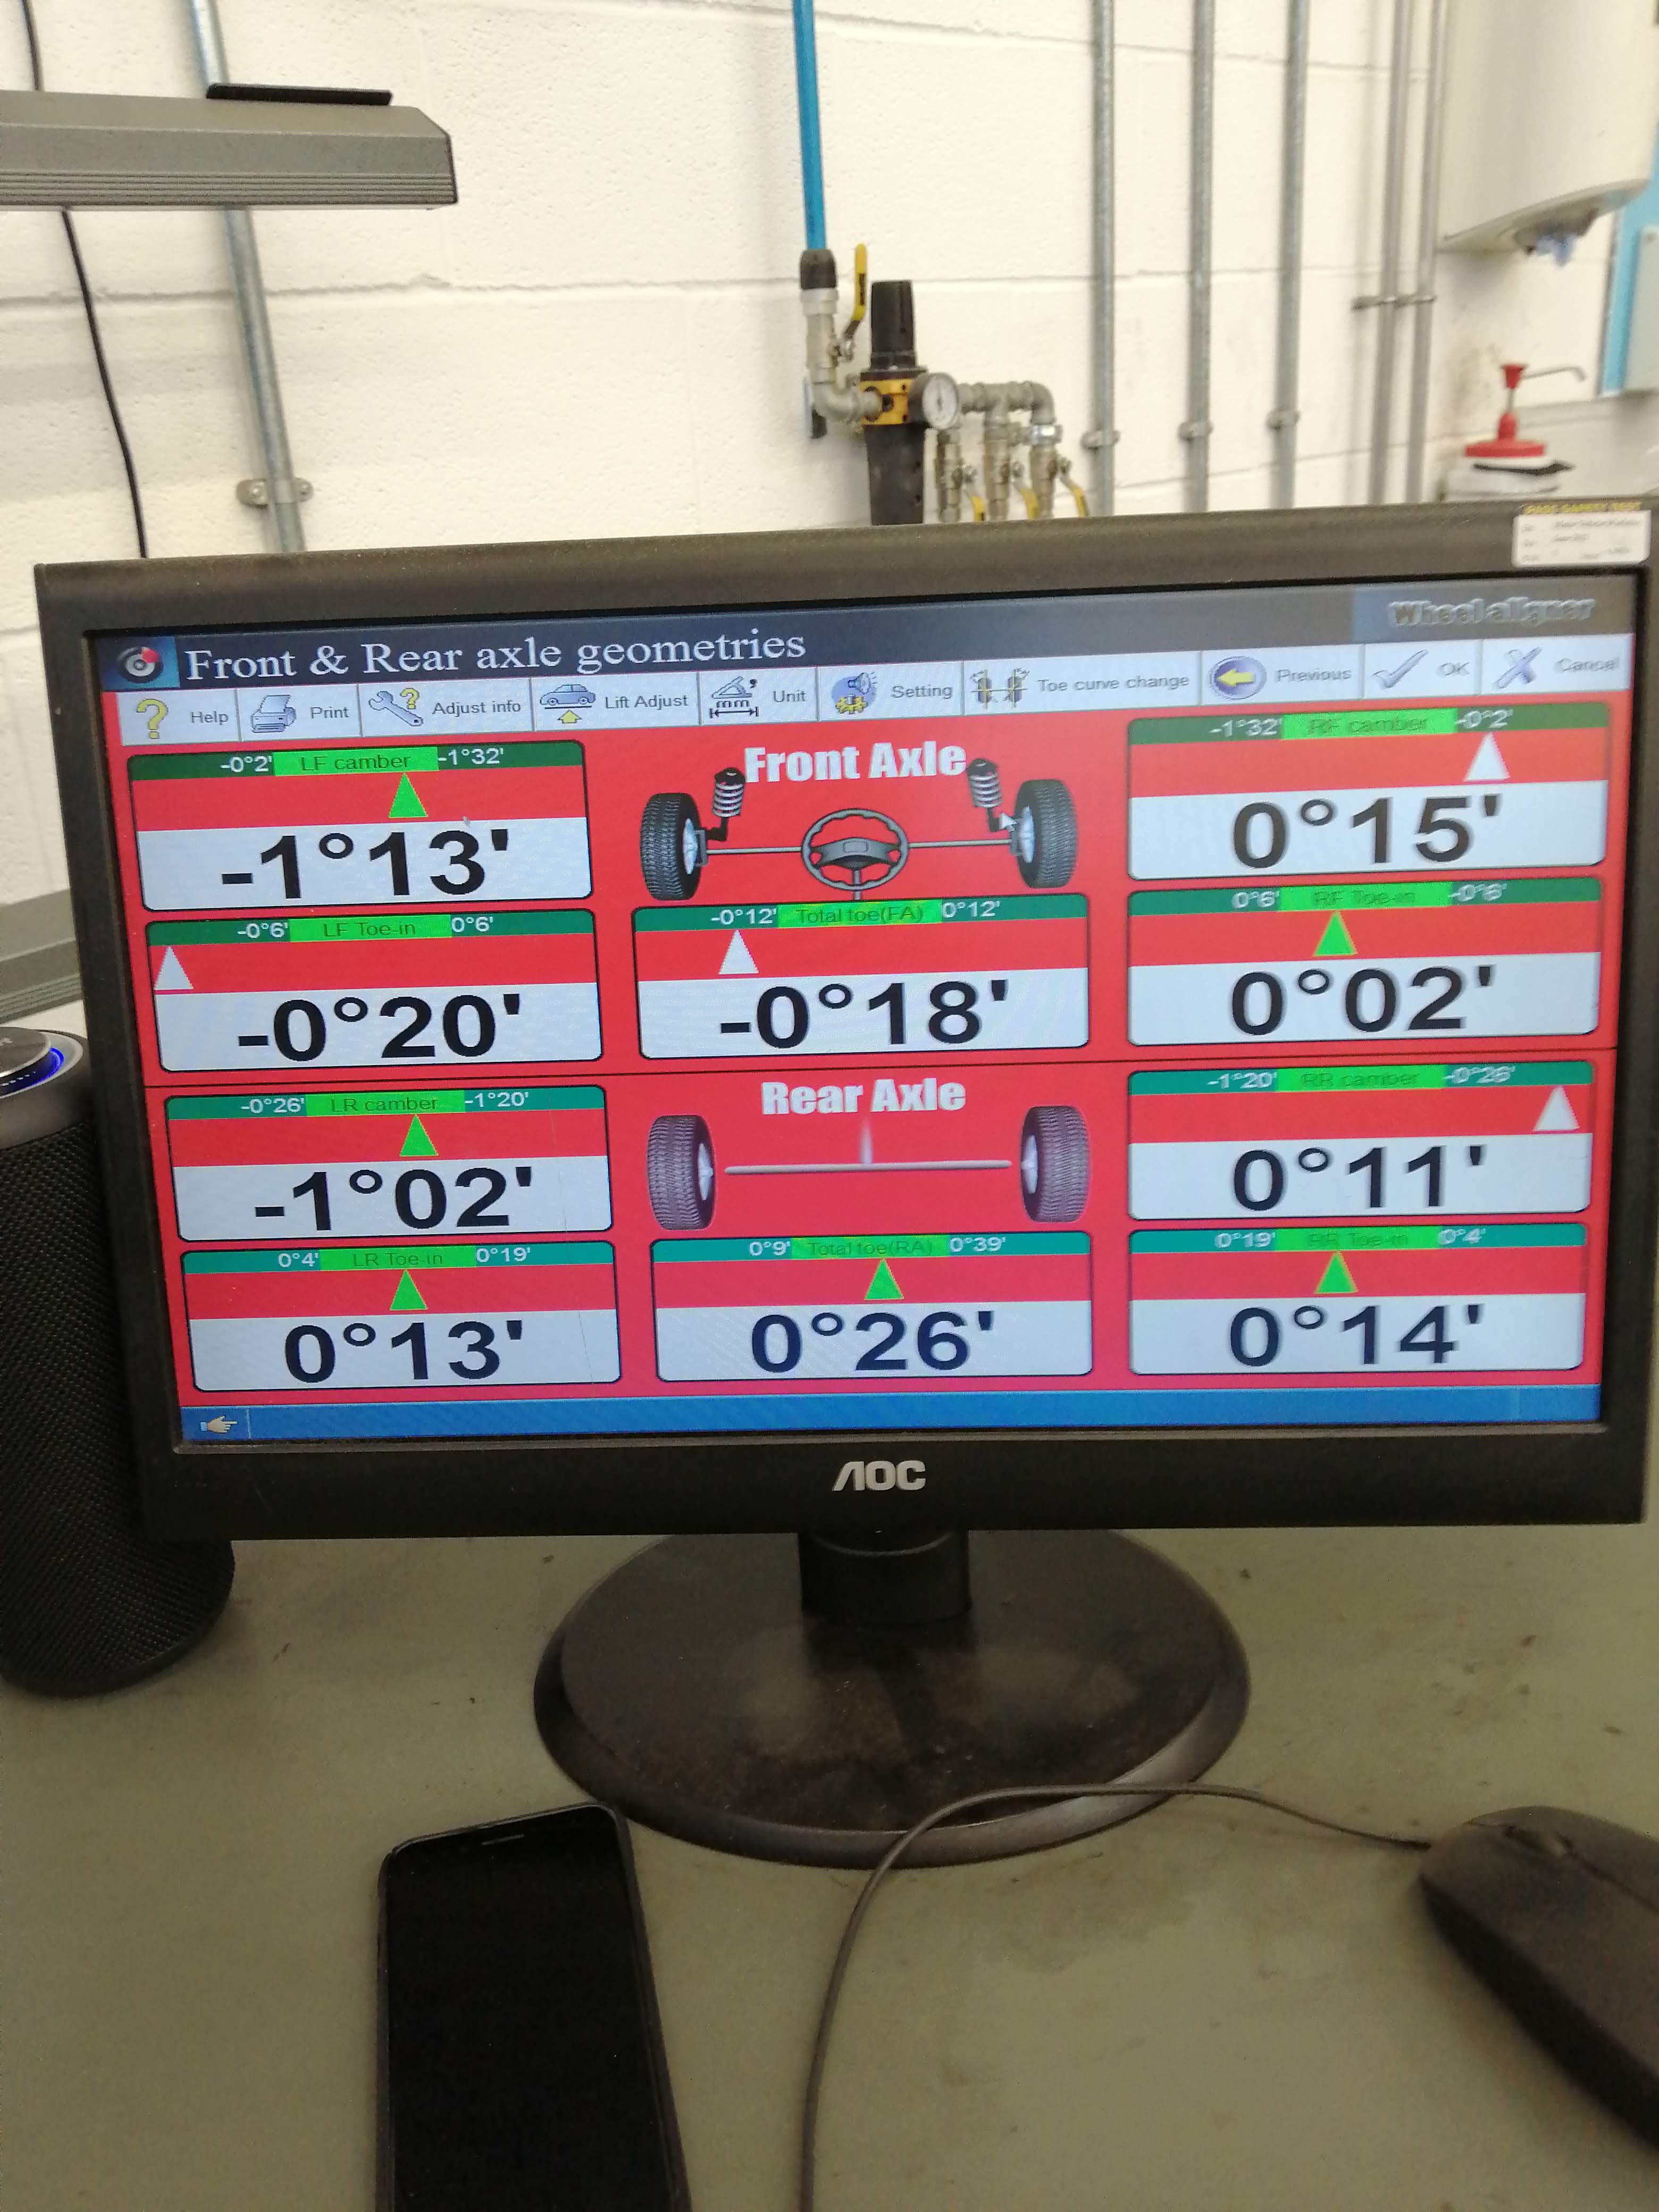 Wheel aligner
Front & Rear axle geometries
Help Print Adjust info Lift Adjust mm Unit Setting Toe curve change Previous OK Cancel
-0°2' LF camber -1°32'
-1°13'
Front Axle
-1°32' RF camber -0°2'
0°15'
-0°6' LF Toe-in 0°6'
-0°20'
-0°12' Total toe(FA) 0°12'
-0°18'
0°6' RF Toe-in -0°6'
0°02'
-0°26' LR camber -1°20'
-1°02'
Rear Axle
-1°20' RR camber -0°26'
0°11'
0°4' LR Toe-in 0°19'
0°13'
0°9' Total toe(RA) 0°39'
0°26'
0°19' RR Toe-in 0°4'
0°14'
AOC